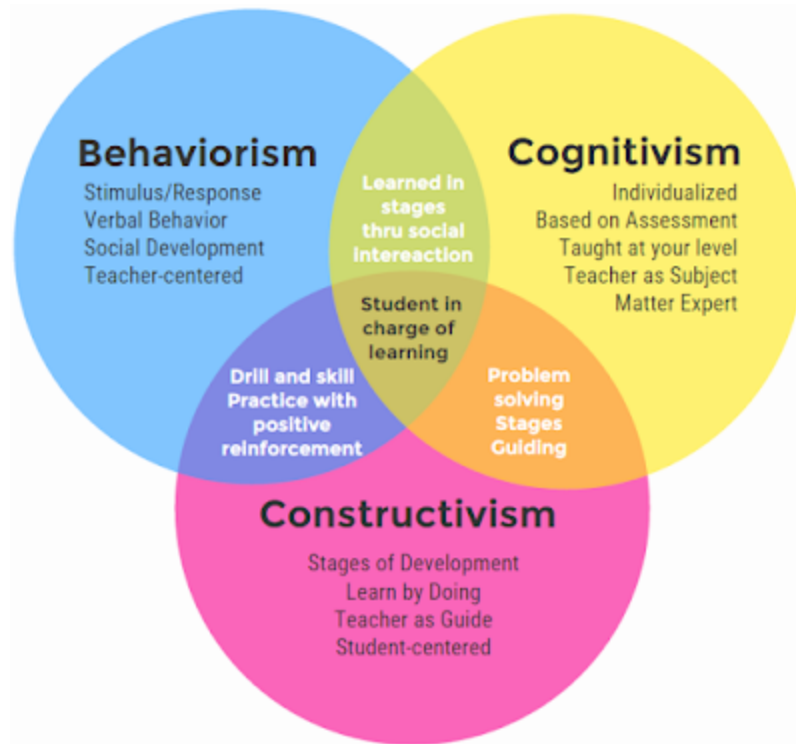 Behaviorism
Stimulus/Response
Verbal Behavior
Social Development
Teacher-centered
Learned in
stages
thru social
intereaction
Cognitivism
Individualized
Based on Assessment
Taught at your level
Teacher as Subject
Matter Expert
Student in
charge of
learning
Drill and skill
Practice with
positive
reinforcement
Problem
solving
Stages
Guiding
Constructivism
Stages of Development
Learn by Doing
Teacher as Guide
Student-centered